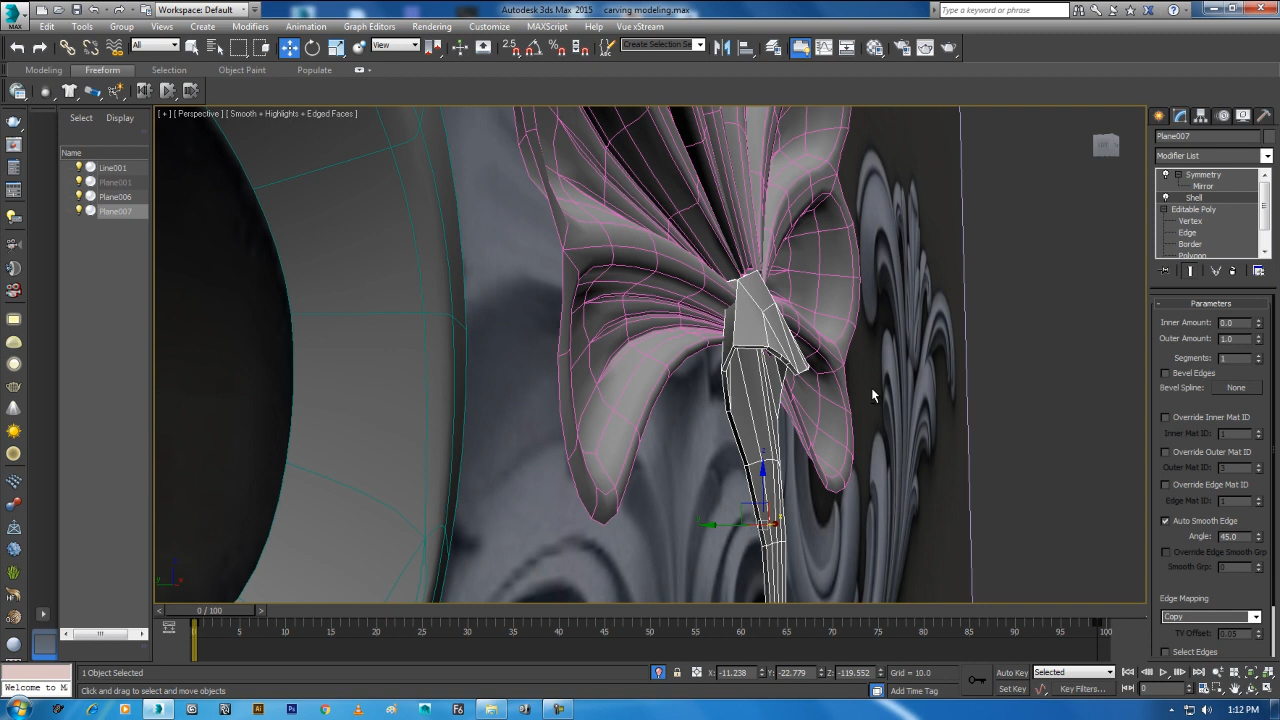 Workspace: Default
Autodesk 3ds Max 2015 carving modeling.max
Type a keyword or phrase
MAX
Edit Tools Group Views Create Modifiers Animation Graph Editors Rendering Customize MAXScript Help Vue xStream
All
View
2.5
Create Selection Se
Modeling Freeform Selection Object Paint Populate
Select Display
Name
Line001
Plane001
Plane006
Plane007
[ + ] [ Perspective ] [ Smooth + Highlights + Edged Faces ]
Plane007
Modifier List
Symmetry
Mirror
Shell
Editable Poly
Vertex
Edge
Border
Polygon
- Parameters
Inner Amount: 0.0
Outer Amount: 1.0
Segments: 1
Bevel Edges
Bevel Spline: None
Override Inner Mat ID
Inner Mat ID: 1
Override Outer Mat ID
Outer Mat ID: 3
Override Edge Mat ID
Edge Mat ID: 1
Auto Smooth Edge
Angle: 45.0
Override Edge Smooth Grp
Smooth Grp: 0
Edge Mapping
Copy
TV Offset: 0.05
Select Edges
0 / 100
0 5 10 15 20 25 30 35 40 45 50 55 60 65 70 75 80 85 90 95 100
1 Object Selected
X: -11.239 Y: -22.779 Z: -119.552 Grid = 10.0
Auto Key Selected
Welcome to M
Click and drag to select and move objects
Add Time Tag
Set Key Key Filters... 0
1:12 PM